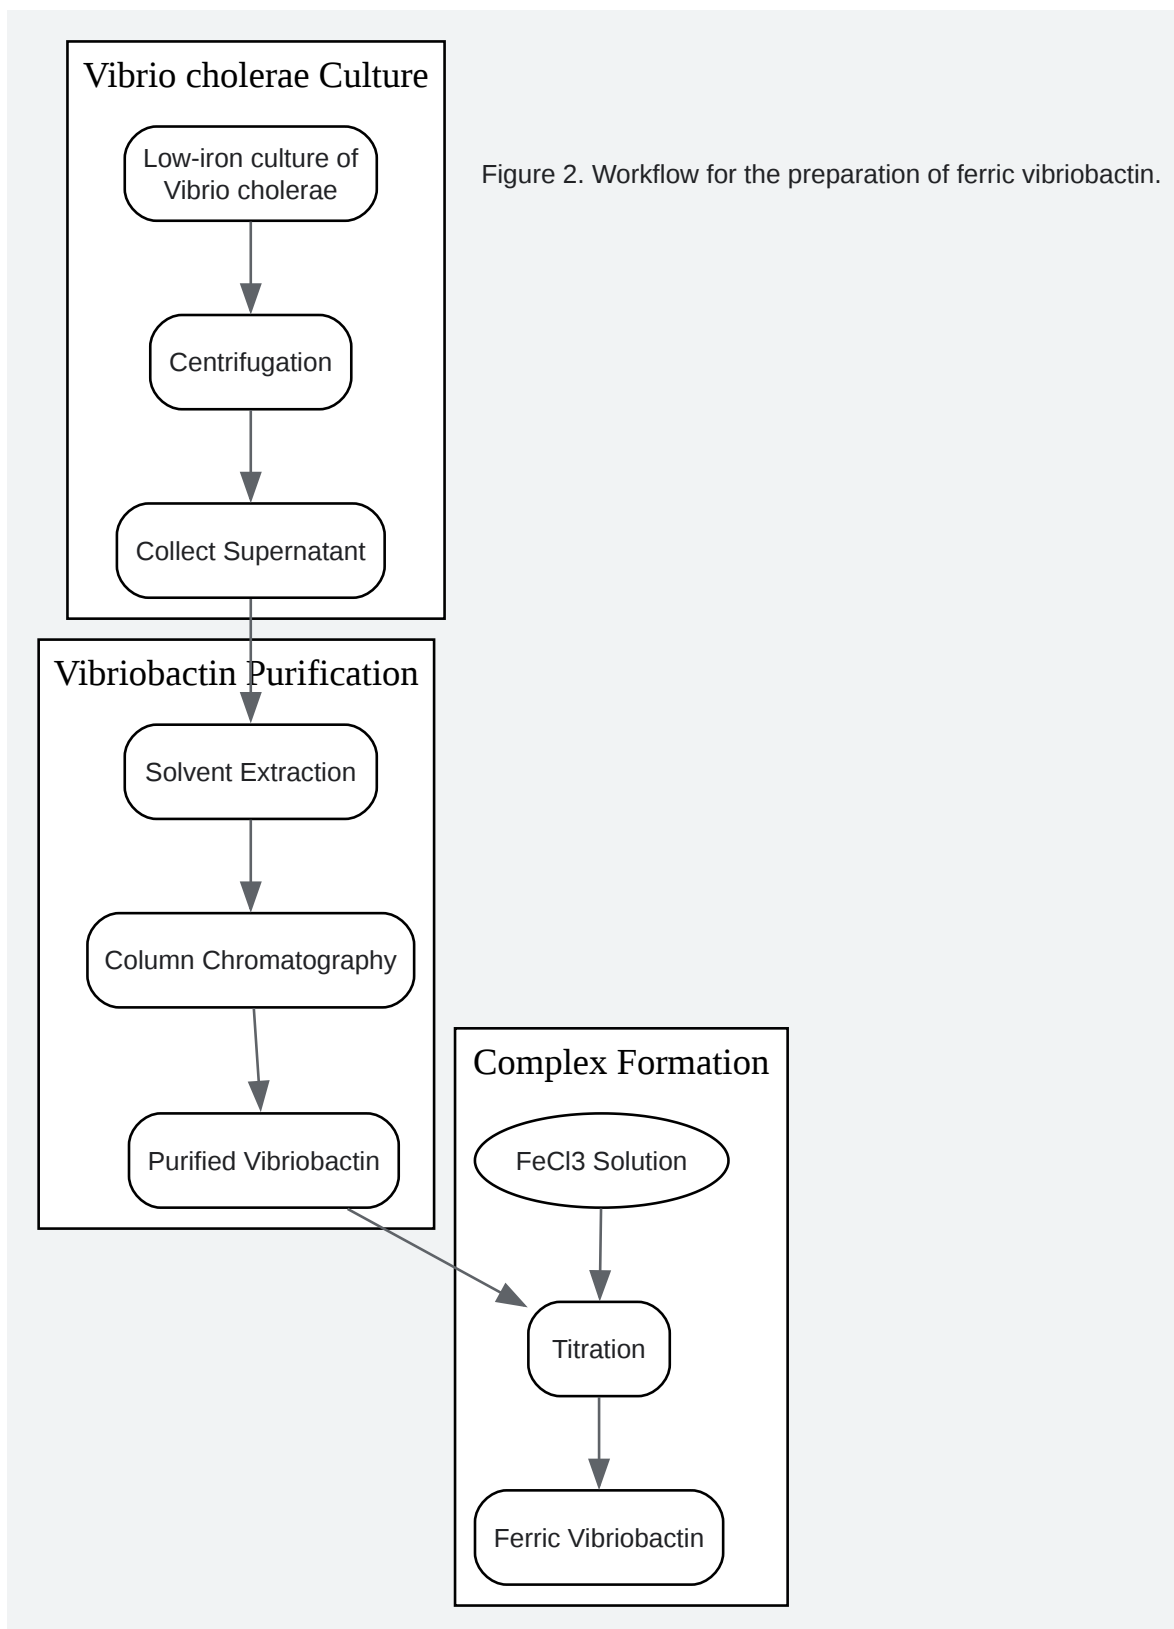 Vibrio cholerae Culture
Low-iron culture of
Vibrio cholerae
Figure 2. Workflow for the preparation of ferric vibriobactin.
Centrifugation
Collect Supernatant
Vibriobactin Purification
Solvent Extraction
Column Chromatography
Purified Vibriobactin
Complex Formation
FeCl3 Solution
Titration
Ferric Vibriobactin